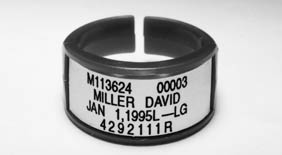 M113624 00003
MILLER DAVID
JAN 1,1995L-LG
4292111R